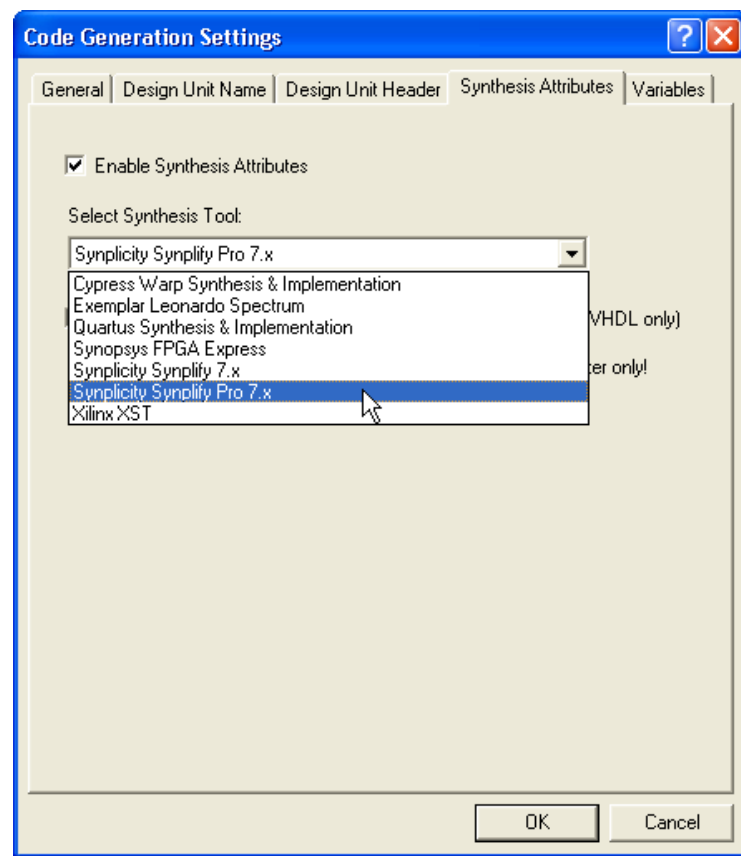 Code Generation Settings
General Design Unit Name Design Unit Header Synthesis Attributes Variables
Enable Synthesis Attributes
Select Synthesis Tool:
Synplicity Synplify Pro 7.x
Cypress Warp Synthesis & Implementation
Exemplar Leonardo Spectrum
Quartus Synthesis & Implementation
VHDL only)
Synopsys FPGA Express
Synplicity Synplify 7.x
ter only!
Synplicity Synplify Pro 7.x
Xilinx XST
OK Cancel